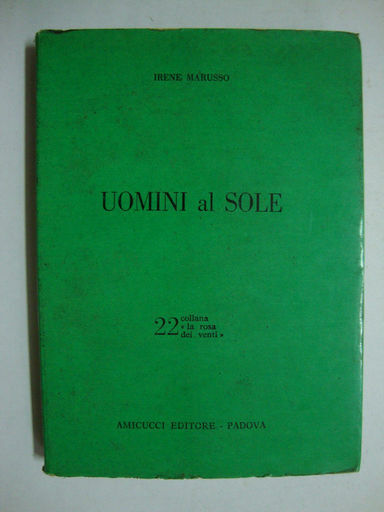 IRENE MARUSSO
UOMINI al SOLE
22 collana
« la rosa
dei venti »
AMICUCCI EDITORE - PADOVA